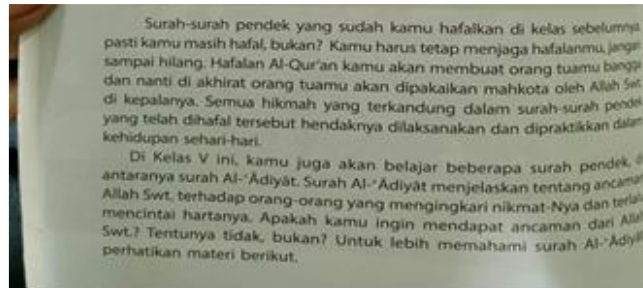 Surah-surah pendek yang sudah kamu hafalkan di kelas sebelumnya
pasti kamu masih hafal, bukan? Kamu harus tetap menjaga hafalanmu, jangan
sampai hilang. Hafalan Al-Qur'an kamu akan membuat orang tuamu bangga
dan nanti di akhirat orang tuamu akan dipakaikan mahkota oleh Allah Swt.
di kepalanya. Semua hikmah yang terkandung dalam surah-surah pendek
yang telah dihafal tersebut hendaknya dilaksanakan dan dipraktikkan dalam
kehidupan sehari-hari.
Di Kelas V ini, kamu juga akan belajar beberapa surah pendek,
antaranya surah Al-'Ādiyāt. Surah Al-'Ādiyāt menjelaskan tentang ancaman
Allah Swt. terhadap orang-orang yang mengingkari nikmat-Nya dan
mencintai hartanya. Apakah kamu ingin mendapat ancaman dari Allah
Swt.? Tentunya tidak, bukan? Untuk lebih memahami surah Al-'Ādiyāt
perhatikan materi berikut.